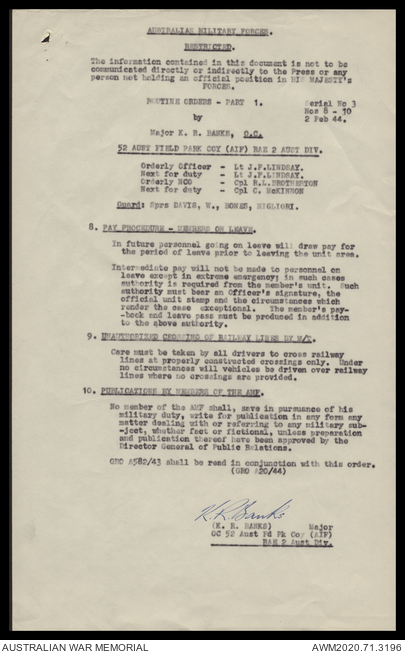 AUSTRALIAN MILITARY FORCES.
RESTRICTED.
The information contained in this document is not to be
communicated directly or indirectly to the Press or any
person not holding an official position in HIS MAJESTY's
FORCES.
ROUTINE ORDERS - PART 1. Serial No 3
Nos 8 - 10
by 2 Feb 44.
Major K. R. BANKS, O.C.
52 AUST FIELD PARK COY (AIF) RAE 2 AUST DIV.
Orderly Officer - Lt J.F.LINDSAY.
Next for duty - Lt J.F.LINDSAY.
Orderly NCO - Cpl R.L.BROTHERTON
Next for duty - Cpl C. McKINNON
Guard: Sprs DAVIS, W., BONES, HIGLIORI.
8. PAY PROCEDURE - MEMBERS ON LEAVE.
In future personnel going on leave will draw pay for
the period of leave prior to leaving the unit area.
Intermediate pay will not be made to personnel on
leave except in extreme emergency; in such cases
authority is required from the member's unit. Such
authority must bear an Officer's signature, the
official unit stamp and the circumstances which
render the case exceptional. The member's pay-
-book and leave pass must be produced in addition
to the above authority.
9. UNAUTHORISED CROSSING OF RAILWAY LINES BY M/T.
Care must be taken by all drivers to cross railway
lines at properly constructed crossings only. Under
no circumstances will vehicles be driven over railway
lines where no crossings are provided.
10. PUBLICATIONS BY MEMBERS OF THE AMF.
No member of the AMF shall, save in pursuance of his
military duty, write for publication in any form any
matter dealing with or referring to any military sub-
-ject, whether fact or fictional, unless preparation
and publication thereof have been approved by the
Director General of Public Relations.
GRO A582/43 shall be read in conjunction with this order.
(GRO A20/44)
K.R.Banks
(K. R. BANKS) Major
OC 52 Aust Fd Pk Coy (AIF)
RAE 2 Aust Div.
AUSTRALIAN WAR MEMORIAL AWM2020.71.3196